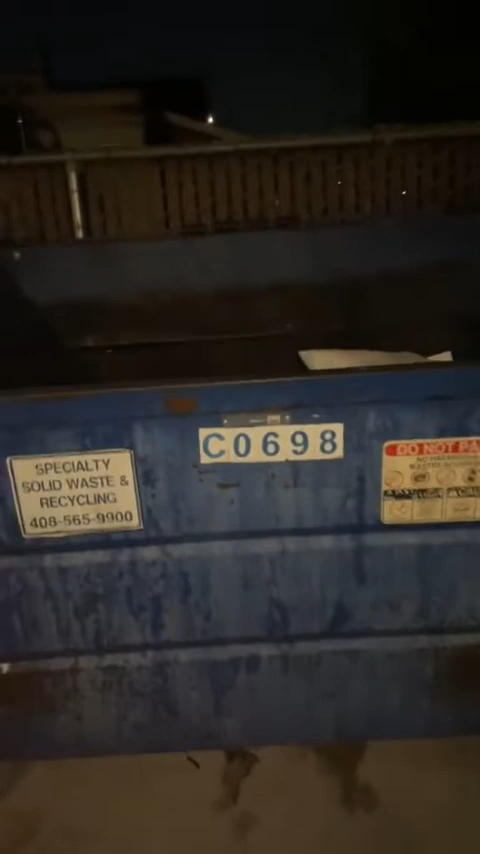 C0698
SPECIALTY
SOLID WASTE &
RECYCLING
408-565-9900
DO NOT PA